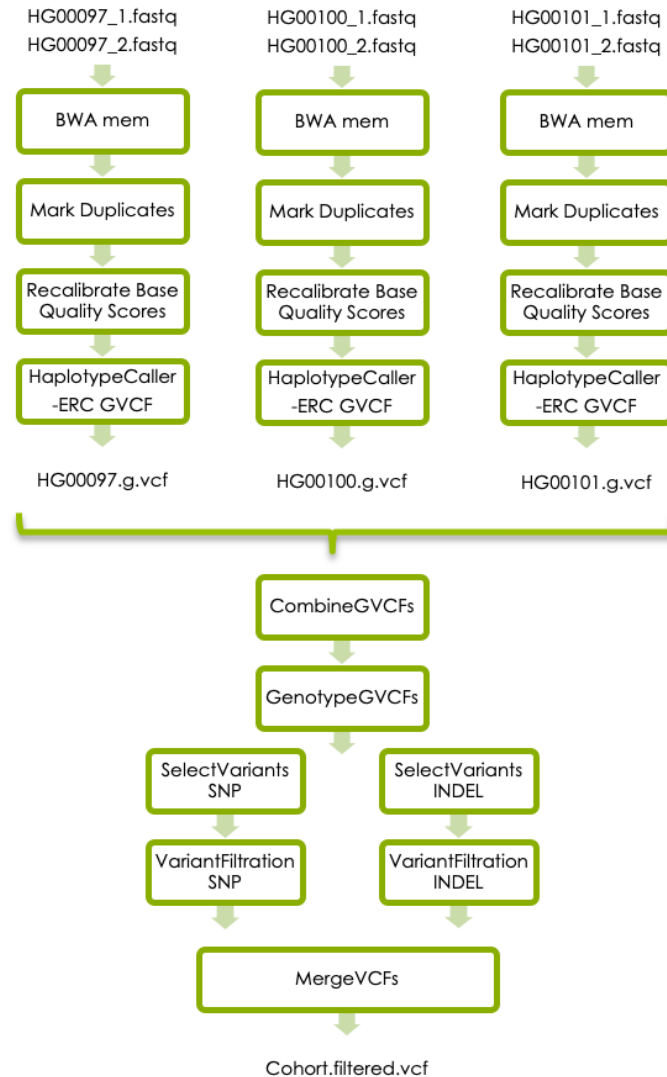 HG00097_1.fastq
HG00097_2.fastq
HG00100_1.fastq
HG00100_2.fastq
HG00101_1.fastq
HG00101_2.fastq
BWA mem
BWA mem
BWA mem
Mark Duplicates
Mark Duplicates
Mark Duplicates
Recalibrate Base
Quality Scores
Recalibrate Base
Quality Scores
Recalibrate Base
Quality Scores
HaplotypeCaller
-ERC GVCF
HaplotypeCaller
-ERC GVCF
HaplotypeCaller
-ERC GVCF
HG00097.g.vcf
HG00100.g.vcf
HG00101.g.vcf
CombineGVCFs
GenotypeGVCFs
SelectVariants
SNP
SelectVariants
INDEL
VariantFiltration
SNP
VariantFiltration
INDEL
MergeVCFs
Cohort.filtered.vcf